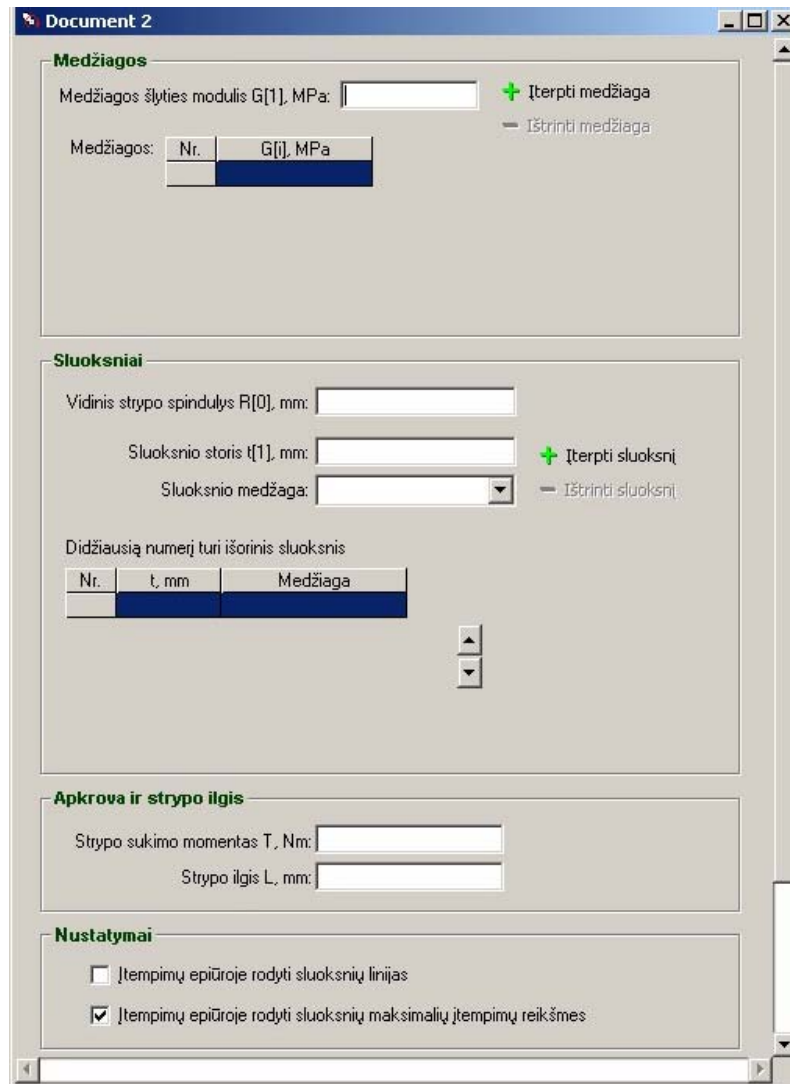 Document 2
Medžiagos
Medžiagos šlyties modulis G[1], MPa:
Įterpti medžiaga
Ištrinti medžiaga
Medžiagos:
Nr. G[i], MPa
Sluoksniai
Vidinis strypo spindulys R[0], mm:
Sluoksnio storis t[1], mm:
Įterpti sluoksnį
Sluoksnio medžaga:
Ištrinti sluoksnį
Didžiausią numerį turi išorinis sluoksnis
Nr. t, mm Medžiaga
Apkrova ir strypo ilgis
Strypo sukimo momentas T, Nm:
Strypo ilgis L, mm:
Nustatymai
Įtempimų epiūroje rodyti sluoksnių linijas
Įtempimų epiūroje rodyti sluoksnių maksimalių įtempimų reikšmes